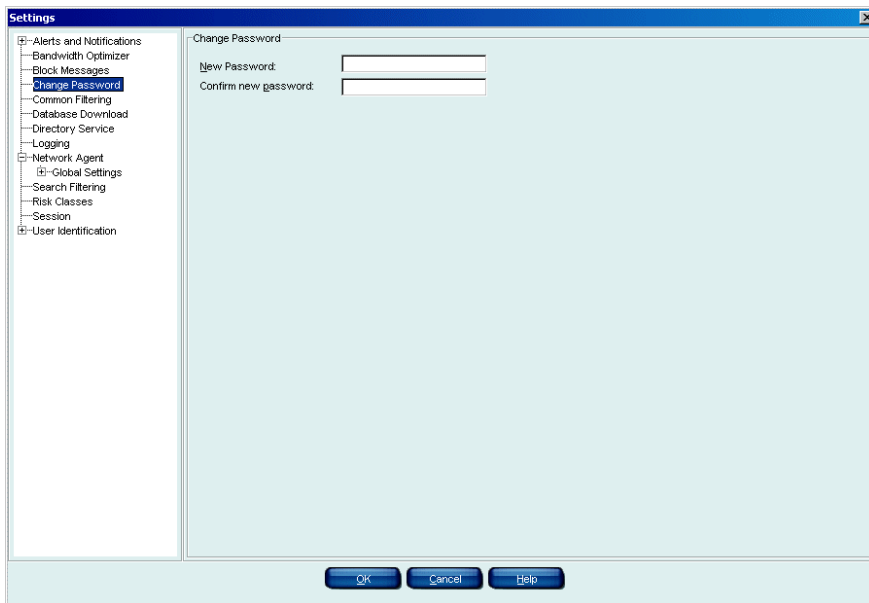 Settings
Alerts and Notifications
Bandwidth Optimizer
Block Messages
Change Password
Common Filtering
Database Download
Directory Service
Logging
Network Agent
Global Settings
Search Filtering
Risk Classes
Session
User Identification
Change Password
New Password:
Confirm new password:
OK
Cancel
Help